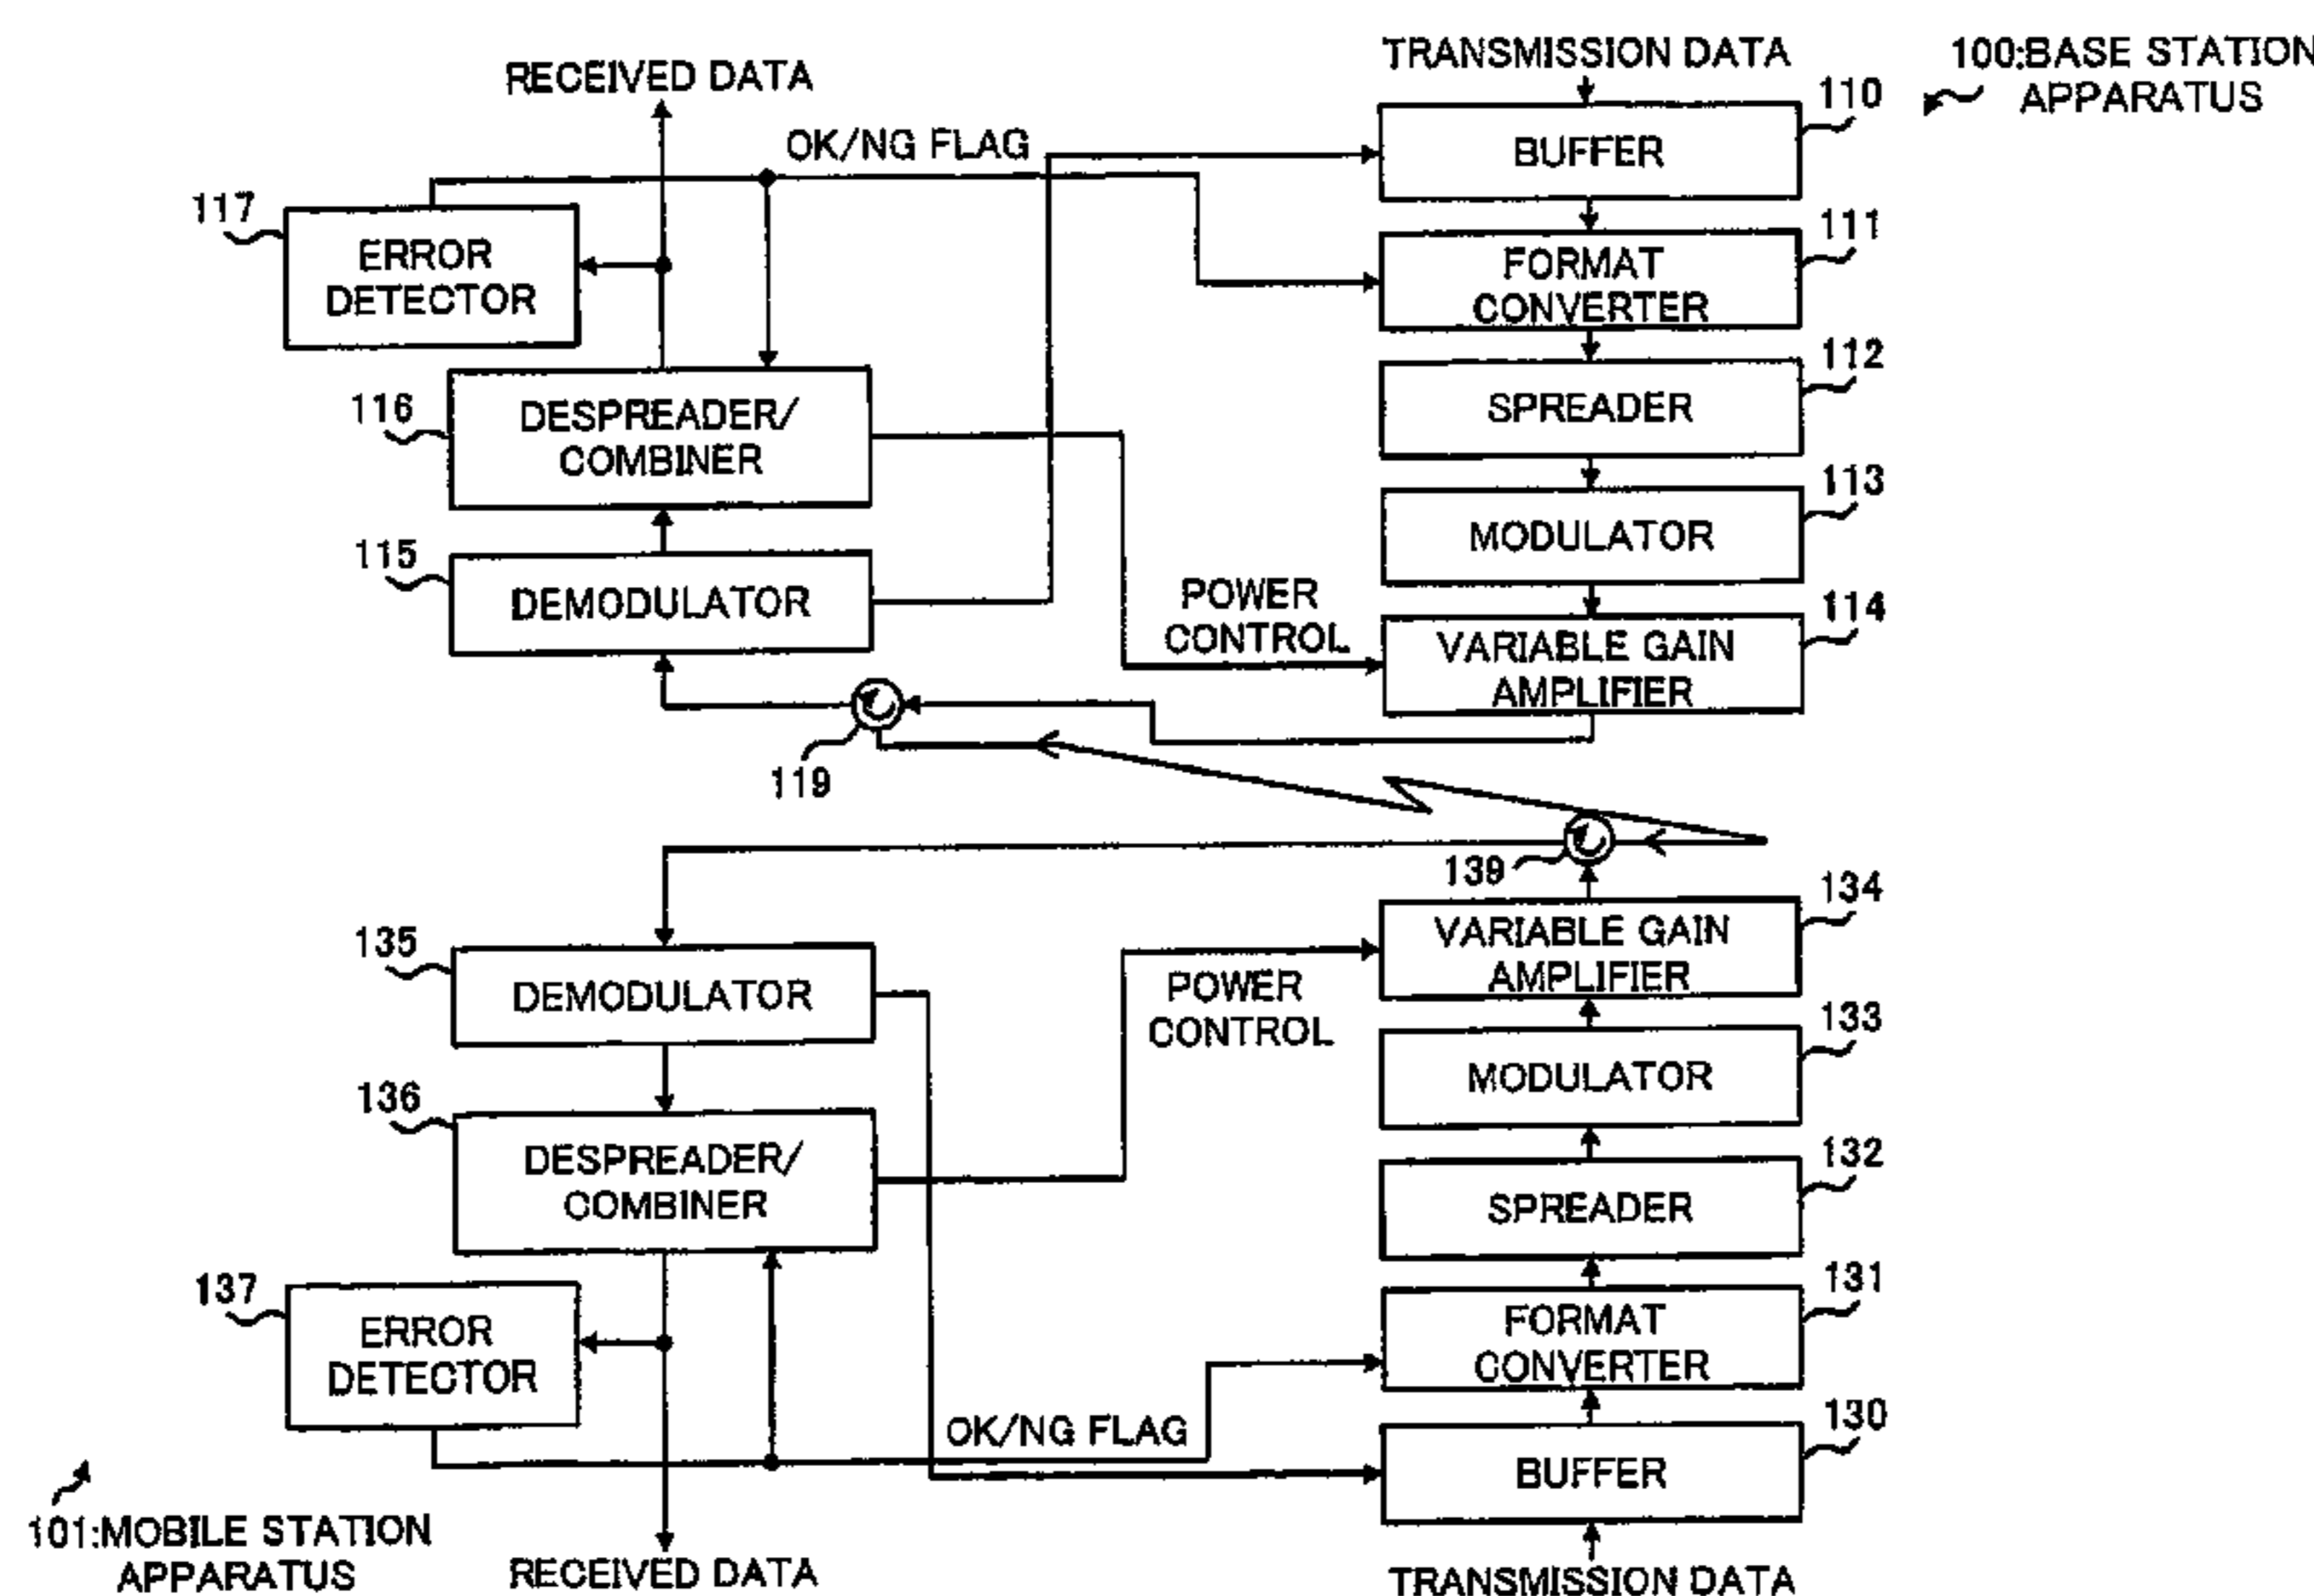 TRANSMISSION DATA
100:BASE STATION
APPARATUS
RECEIVED DATA
110
OK/NG FLAG
BUFFER
117
ERROR
DETECTOR
111
FORMAT
CONVERTER
112
116
DESPREADER/
COMBINER
SPREADER
113
MODULATOR
115
DEMODULATOR
POWER
CONTROL
114
VARIABLE GAIN
AMPLIFIER
119
139
134
VARIABLE GAIN
AMPLIFIER
135
DEMODULATOR
POWER
CONTROL
133
MODULATOR
136
DESPREADER/
COMBINER
132
SPREADER
137
ERROR
DETECTOR
131
FORMAT
CONVERTER
OK/NG FLAG
130
BUFFER
101:MOBILE STATION
APPARATUS
RECEIVED DATA
TRANSMISSION DATA